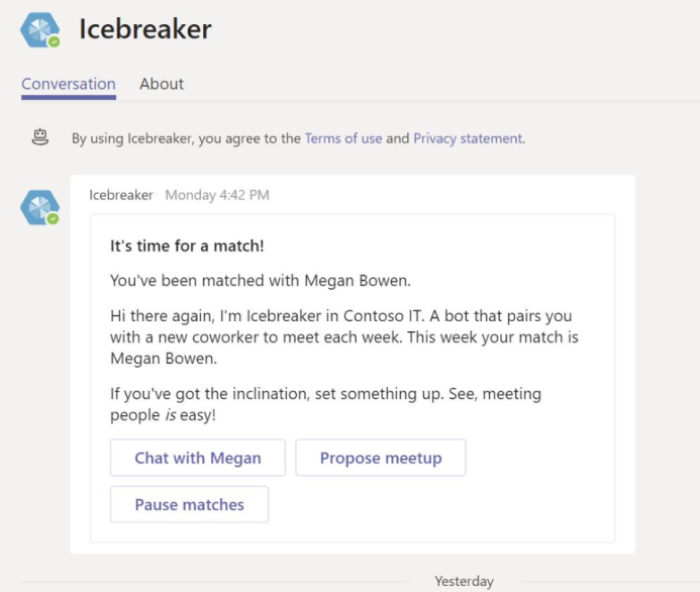 Icebreaker
Conversation About
By using Icebreaker, you agree to the Terms of use and Privacy statement.
Icebreaker Monday 4:42 PM
It's time for a match!
You've been matched with Megan Bowen.
Hi there again, I'm Icebreaker in Contoso IT. A bot that pairs you
with a new coworker to meet each week. This week your match is
Megan Bowen.
If you've got the inclination, set something up. See, meeting
people is easy!
Chat with Megan Propose meetup
Pause matches
Yesterday